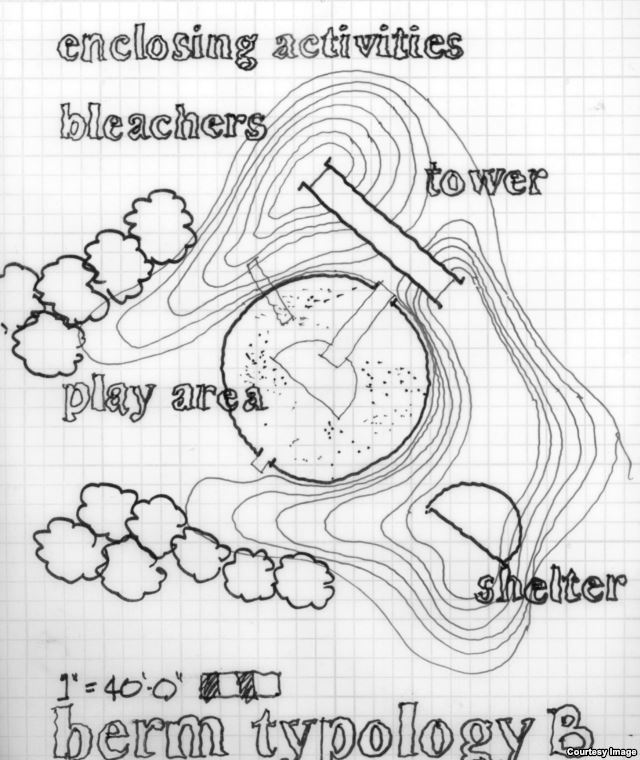 enclosing activities
bleachers
tower
play area
shelter
1" = 40'-0"
berm typology B
Courtesy Image